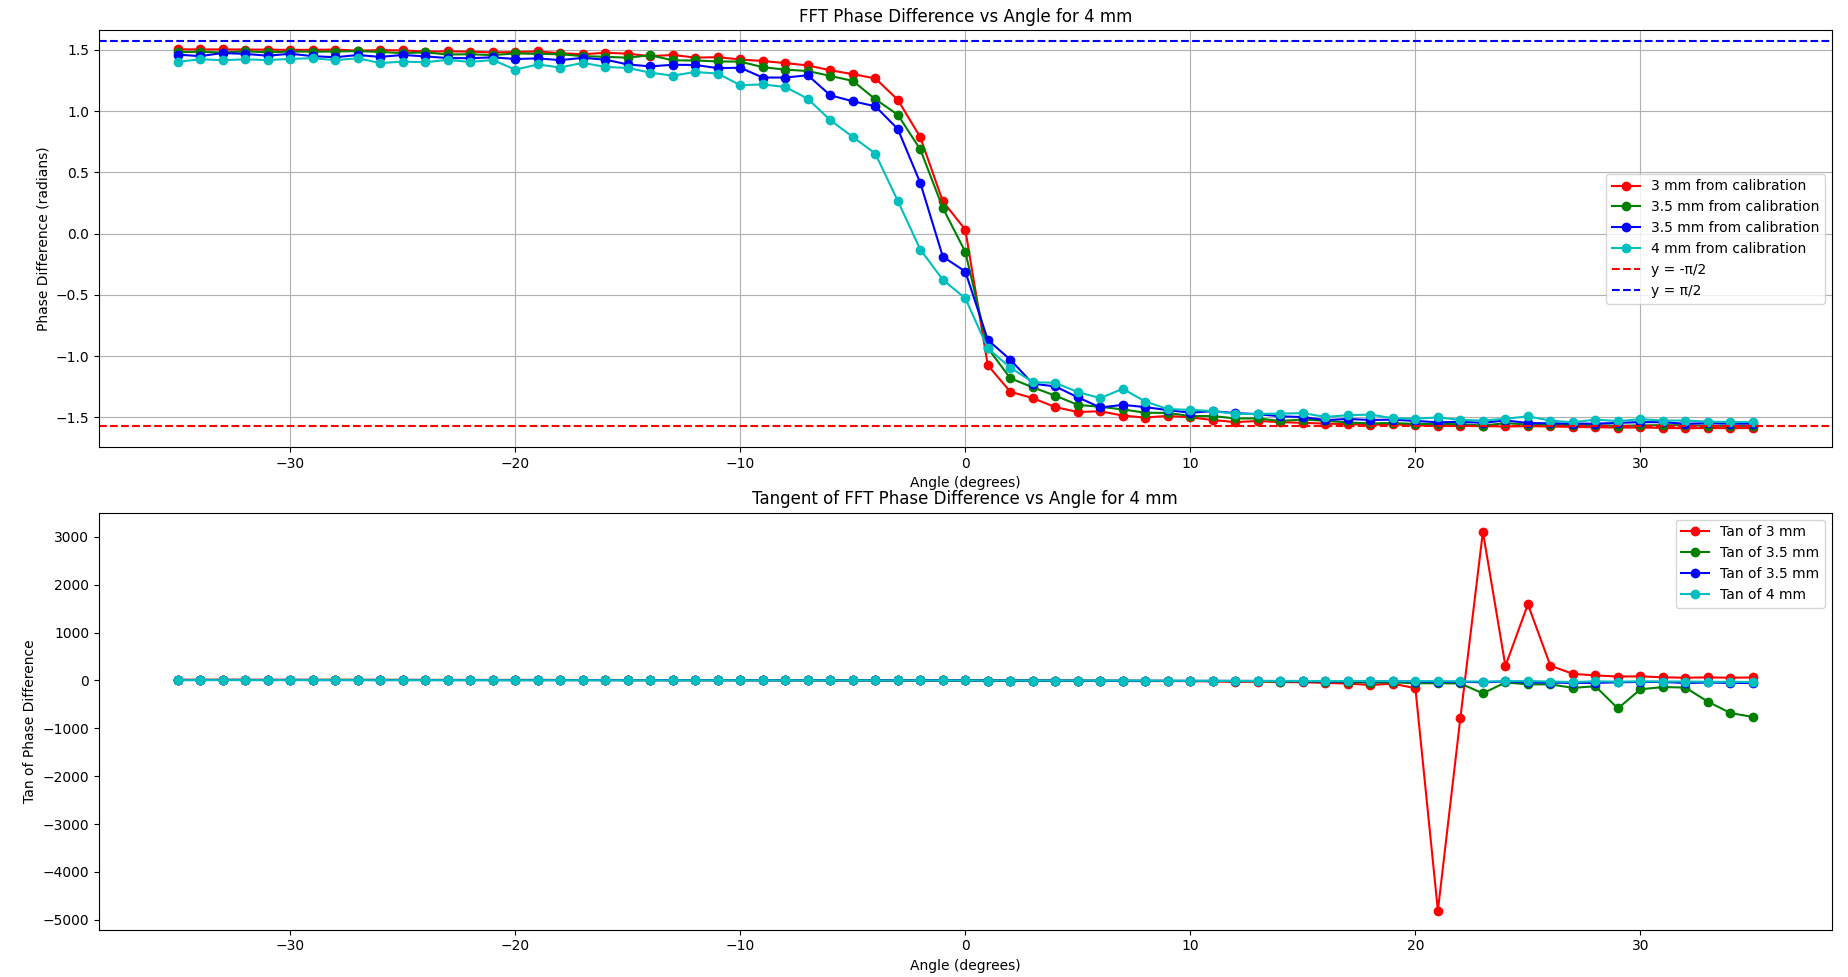 FFT Phase Difference vs Angle for 4 mm
Phase Difference (radians)
1.5
1.0
0.5
0.0
−0.5
−1.0
−1.5
3 mm from calibration
3.5 mm from calibration
3.5 mm from calibration
4 mm from calibration
y = -π/2
y = π/2
−30 −20 −10 0 10 20 30
Angle (degrees)
Tangent of FFT Phase Difference vs Angle for 4 mm
Tan of Phase Difference
3000
2000
1000
0
−1000
−2000
−3000
−4000
−5000
Tan of 3 mm
Tan of 3.5 mm
Tan of 3.5 mm
Tan of 4 mm
−30 −20 −10 0 10 20 30
Angle (degrees)